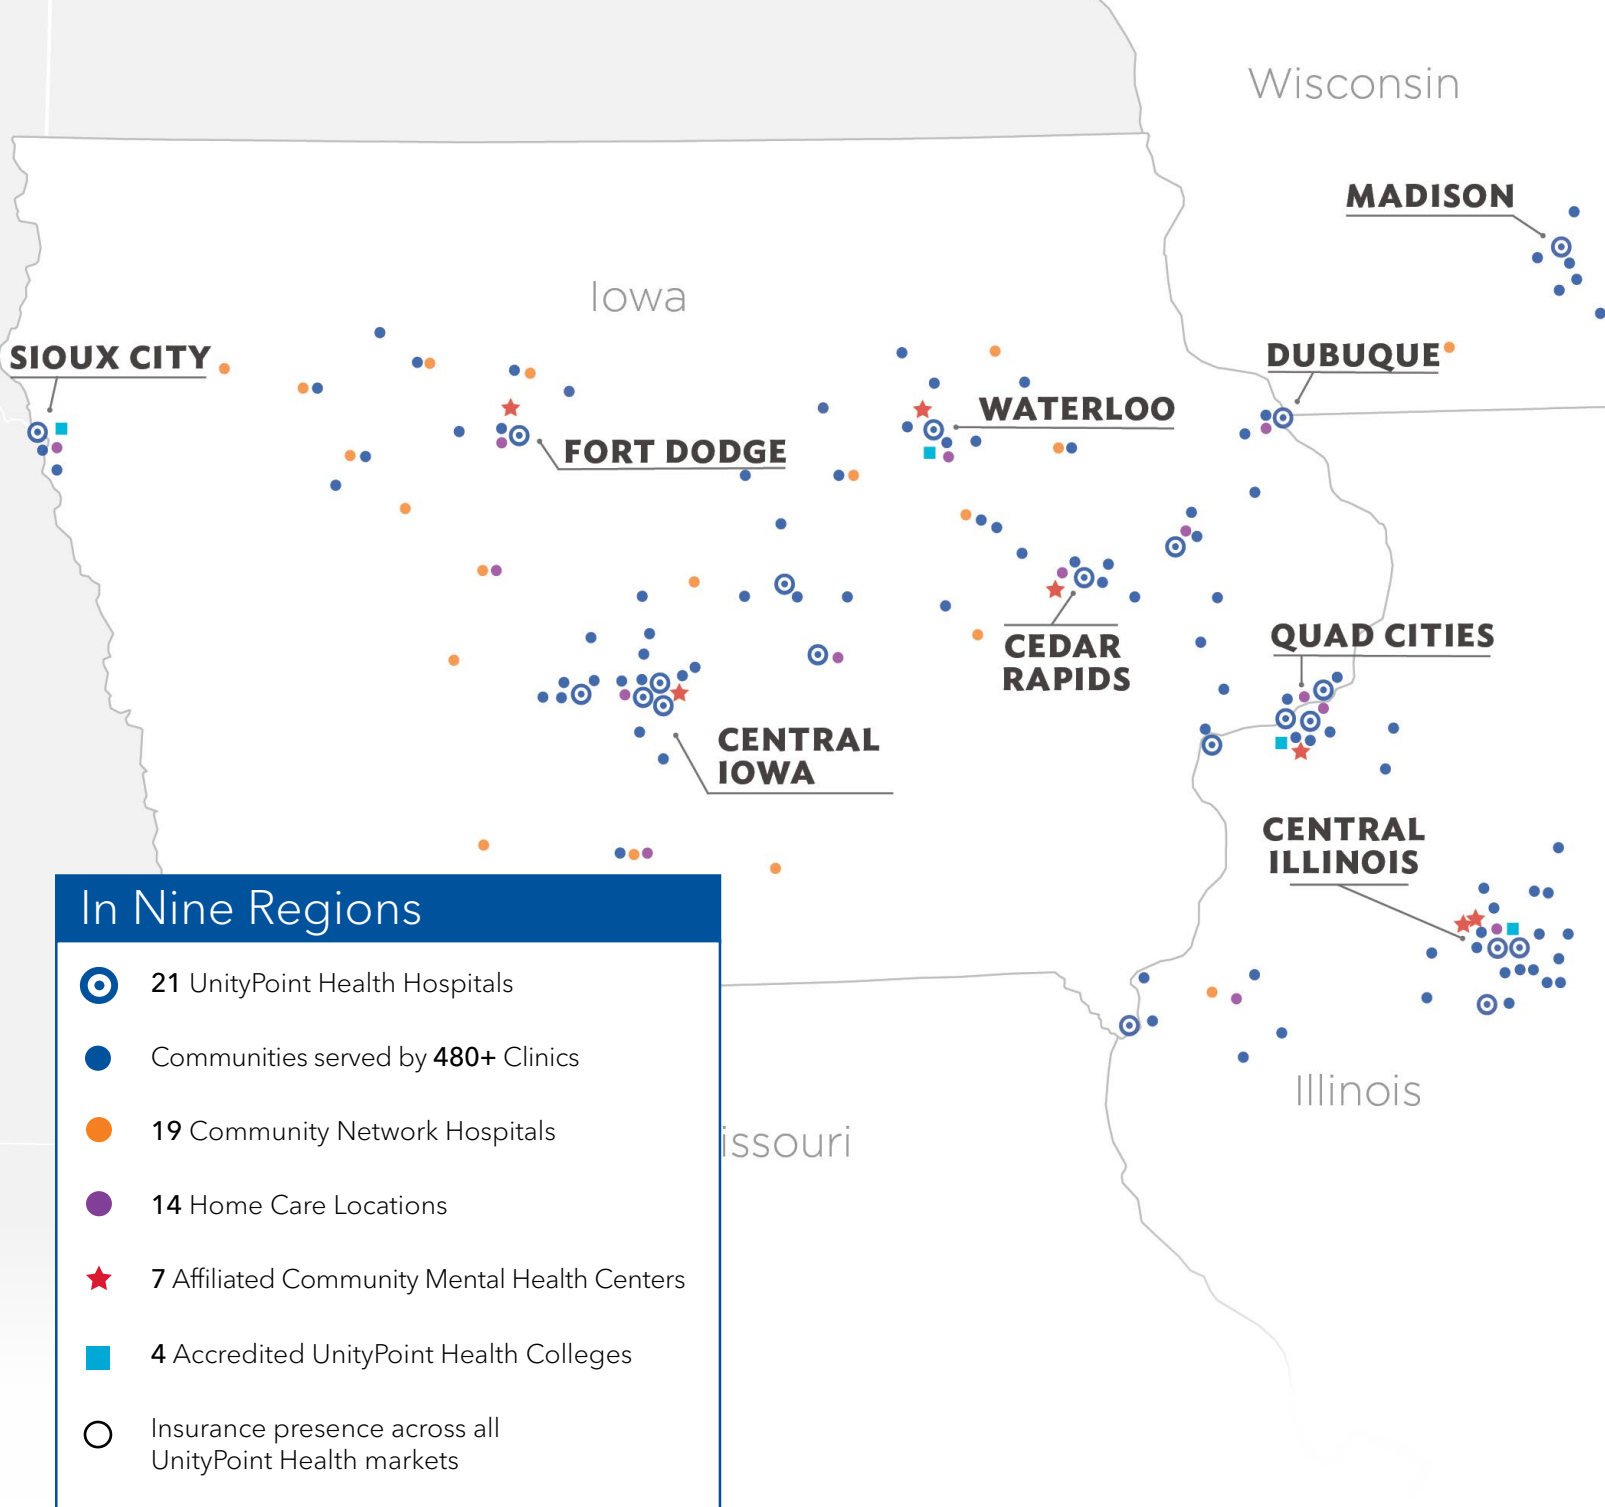 Wisconsin
MADISON
Iowa
SIOUX CITY
DUBUQUE
WATERLOO
FORT DODGE
CEDAR
RAPIDS
QUAD CITIES
CENTRAL
IOWA
CENTRAL
ILLINOIS
Illinois
issouri
In Nine Regions
21 UnityPoint Health Hospitals
Communities served by 480+ Clinics
19 Community Network Hospitals
14 Home Care Locations
7 Affiliated Community Mental Health Centers
4 Accredited UnityPoint Health Colleges
Insurance presence across all
UnityPoint Health markets